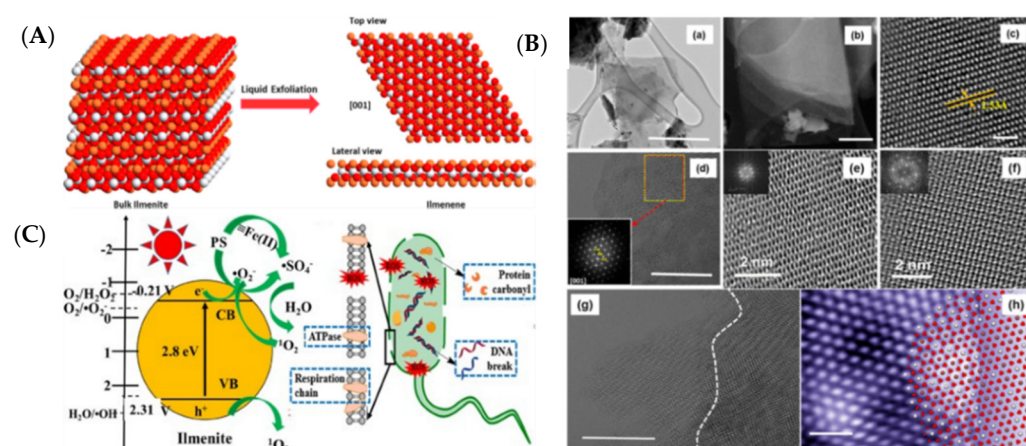 (A)
Top view
Liquid Exfoliation
[001]
Lateral view
Bulk Ilmenite
Ilmenene
(B)
(a)
(b)
(c)
(d)
[001]
(e)
2 nm
(f)
2 nm
(g)
(h)
(C)
-2
-1
0
1
2
3
PS
≡Fe(II)
•O₂⁻
•SO₄⁻
H₂O
O₂/H₂O₂
-0.21 V
O₂/•O₂⁻
e⁻
CB
¹O₂
2.8 eV
VB
2.31 V
H₂O/•OH
h⁺
Ilmenite
ATPase
Respiration
chain
Protein
carbonyl
DNA
break